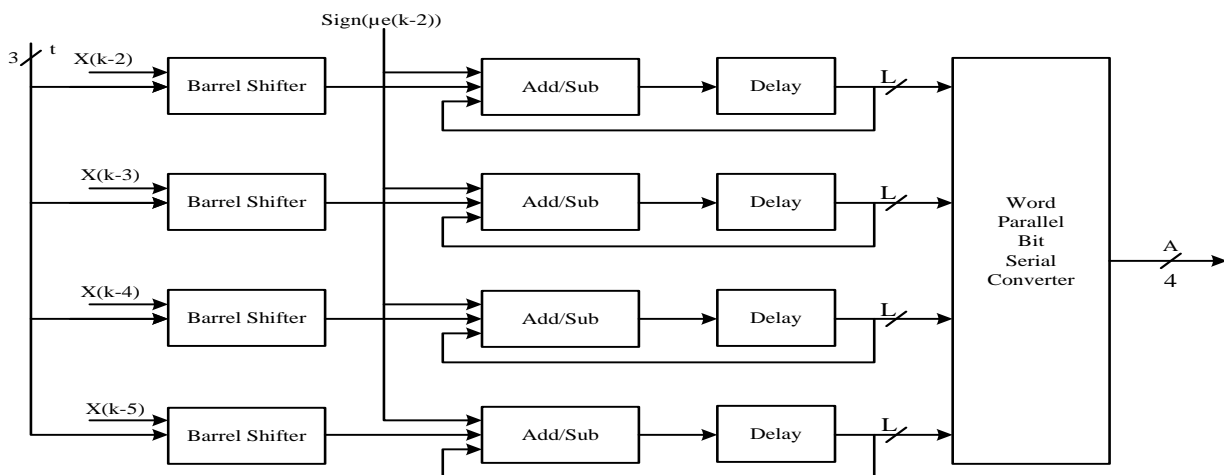 Sign(µe(k-2))
3 t
X(k-2)
Barrel Shifter
Add/Sub
Delay
L
X(k-3)
Barrel Shifter
Add/Sub
Delay
L
Word
Parallel
Bit
Serial
Converter
A
4
X(k-4)
Barrel Shifter
Add/Sub
Delay
L
X(k-5)
Barrel Shifter
Add/Sub
Delay
L